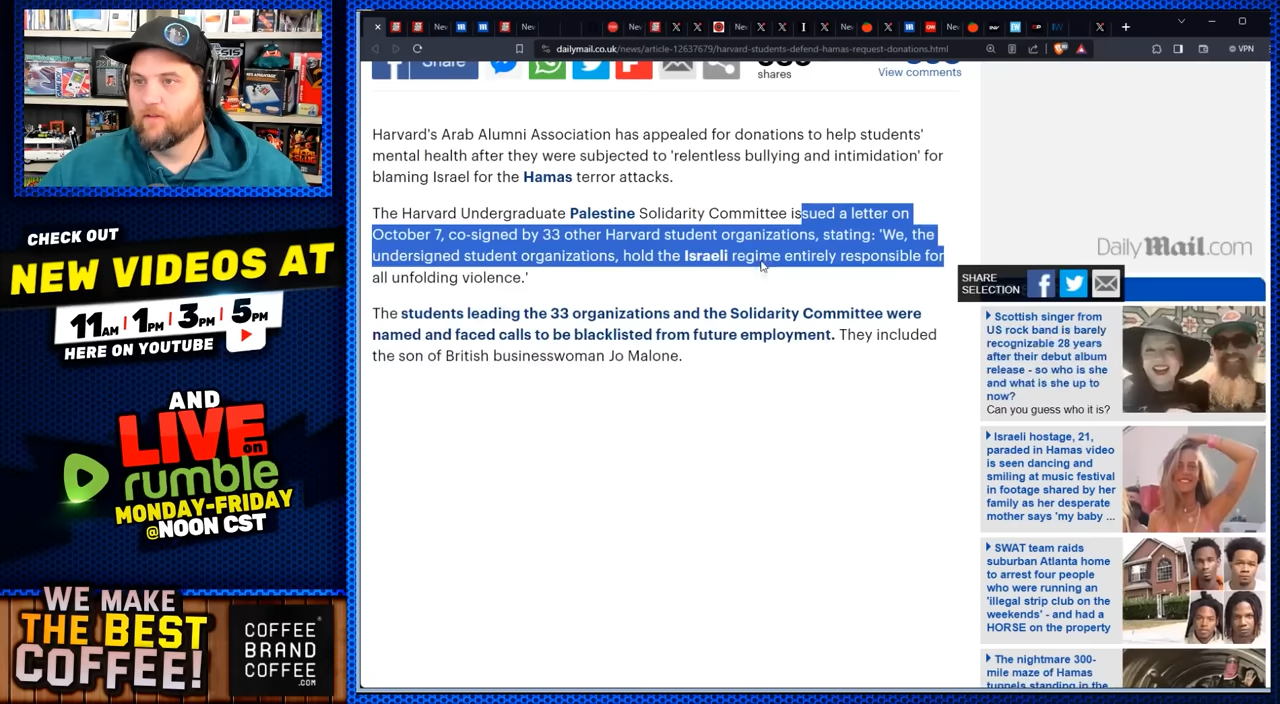 CHECK OUT
NEW VIDEOS AT
11AM | 1PM | 3PM | 5PM
HERE ON YOUTUBE
AND
LIVE on
rumble
MONDAY-FRIDAY
@NOON CST
WE MAKE
THE BEST
COFFEE!
COFFEE
BRAND
COFFEE
.COM
dailymail.co.uk/news/article-12637679/harvard-students-defend-hamas-request-donations.html
VPN
Share
shares
View comments
Harvard's Arab Alumni Association has appealed for donations to help students'
mental health after they were subjected to 'relentless bullying and intimidation' for
blaming Israel for the Hamas terror attacks.
The Harvard Undergraduate Palestine Solidarity Committee issued a letter on
October 7, co-signed by 33 other Harvard student organizations, stating: 'We, the
undersigned student organizations, hold the Israeli regime entirely responsible for
all unfolding violence.'
The students leading the 33 organizations and the Solidarity Committee were
named and faced calls to be blacklisted from future employment. They included
the son of British businesswoman Jo Malone.
Daily Mail.com
SHARE
SELECTION
Scottish singer from
US rock band is barely
recognizable 28 years
after their debut album
release - so who is she
and what is she up to
now?
Can you guess who it is?
Israeli hostage, 21,
paraded in Hamas video
is seen dancing and
smiling at music festival
in footage shared by her
family as her desperate
mother says 'my baby ...
SWAT team raids
suburban Atlanta home
to arrest four people
who were running an
'illegal strip club on the
weekends' - and had a
HORSE on the property
The nightmare 300-
mile maze of Hamas
tunnels standing in the